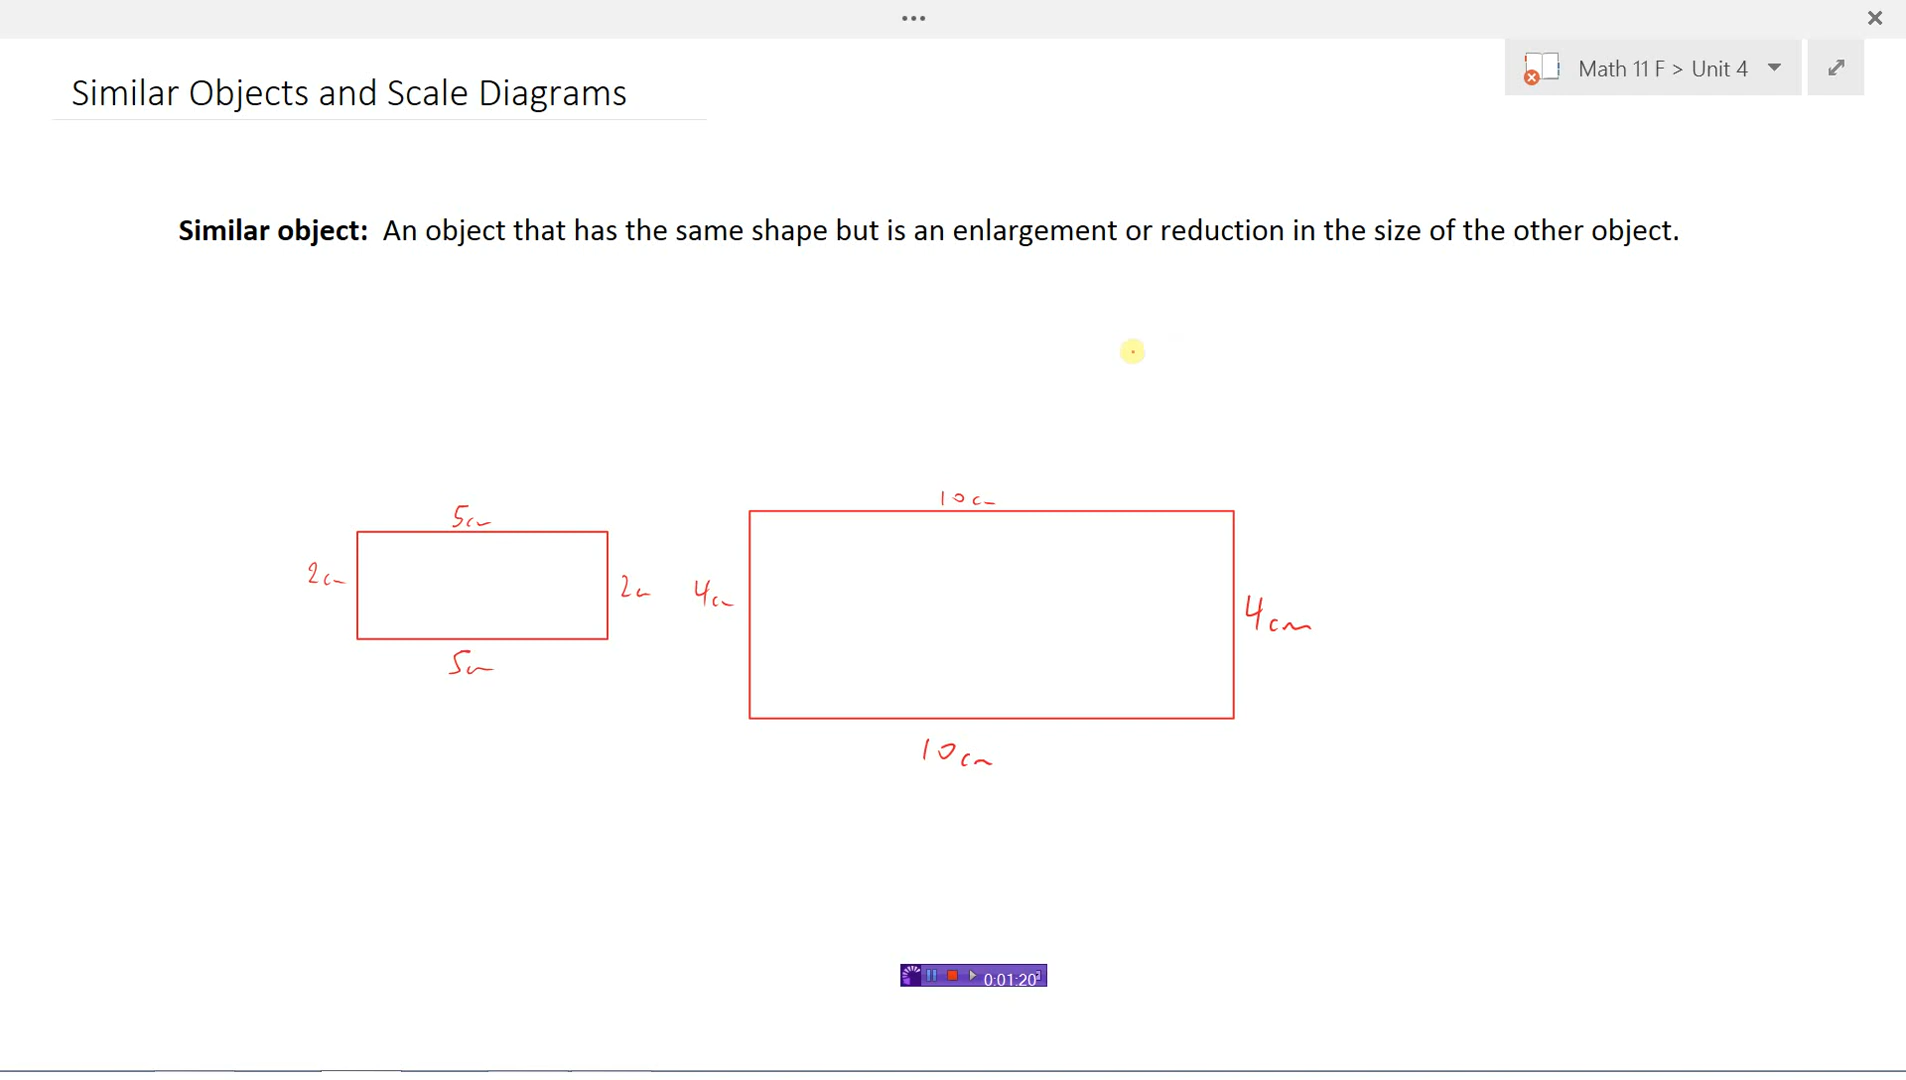 Math 11 F > Unit 4
Similar Objects and Scale Diagrams
Similar object: An object that has the same shape but is an enlargement or reduction in the size of the other object.
10cm
5cm
2cm
2cm
4cm
4cm
5cm
10cm
0:01:20